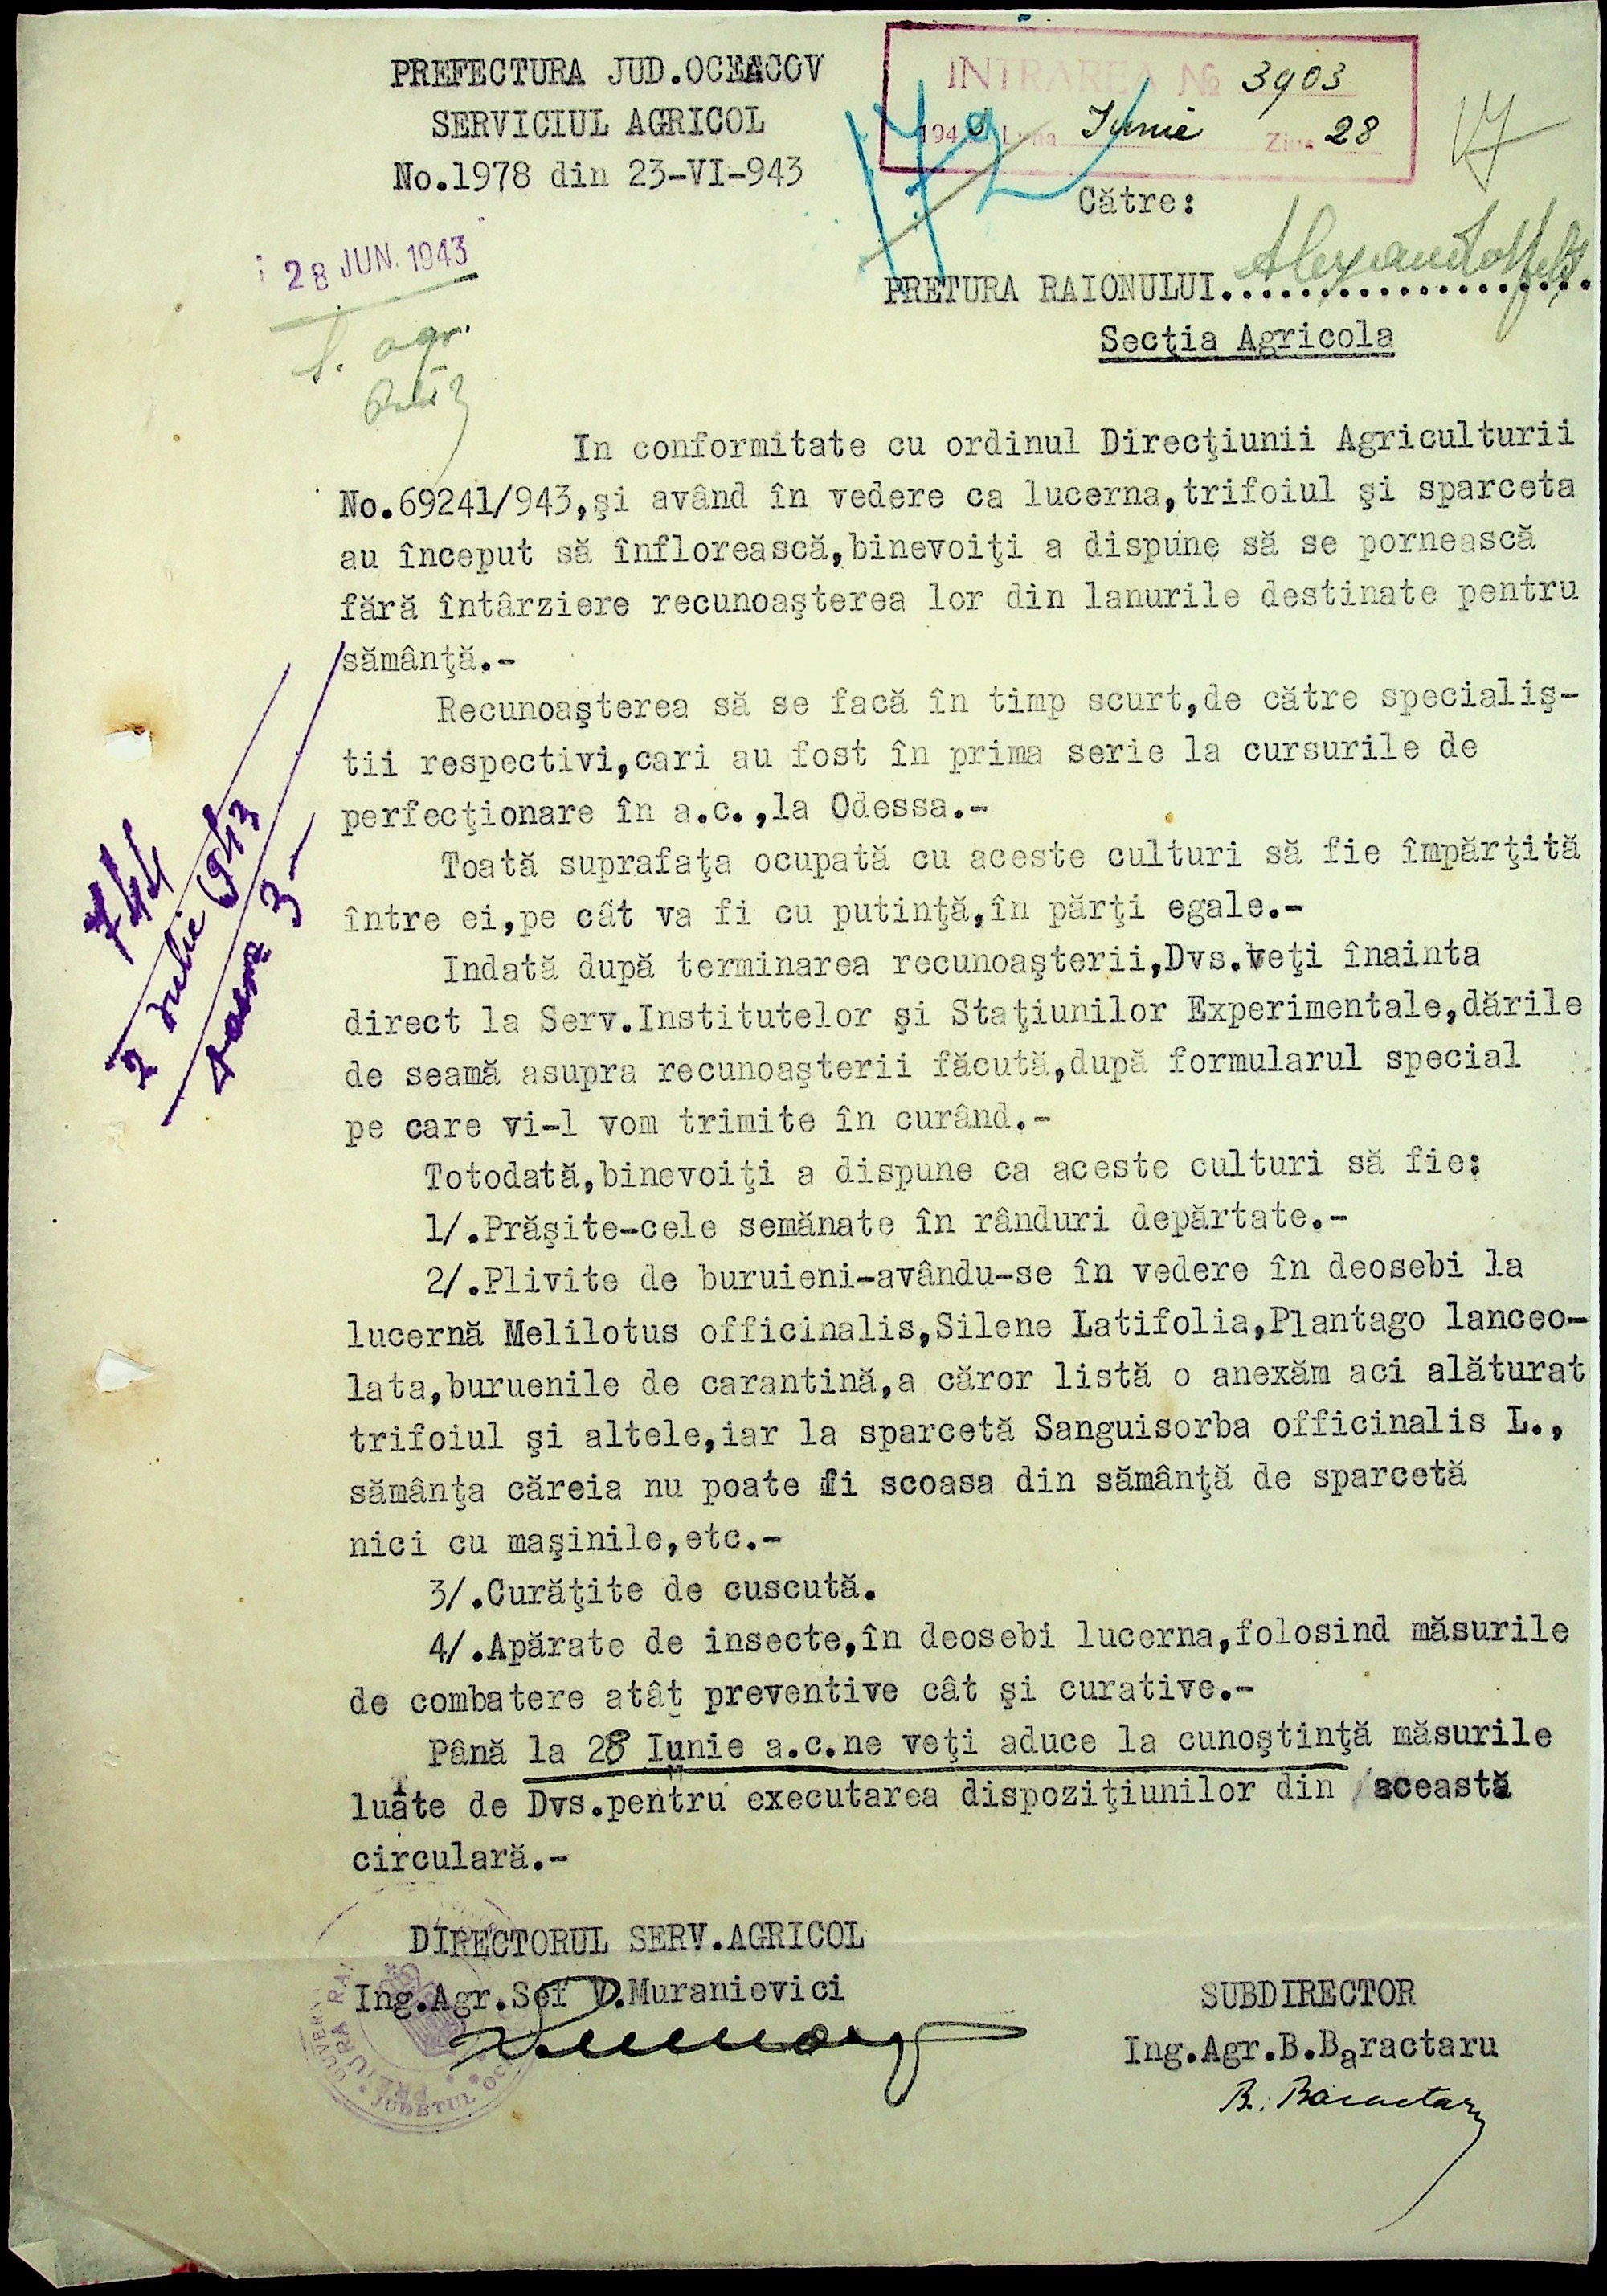 PREFECTURA JUD.OCEACOV
SERVICIUL AGRICOL
No.1978 din 23-VI-943
INTRAREA No 3903
194 Luna Iunie Ziua 28
17
Către:
28 JUN. 1943
PRETURA RAIONULUI.................. Alexandrfeld
Secţia Agricola
S. agr.
In conformitate cu ordinul Direcţiunii Agriculturii
No.69241/943,şi având în vedere ca lucerna,trifoiul şi sparceta
au început să înflorească,binevoiţi a dispune să se pornească
fără întârziere recunoaşterea lor din lanurile destinate pentru
sămânţă.-
Recunoaşterea să se facă în timp scurt,de către specialiş-
tii respectivi,cari au fost în prima serie la cursurile de
perfecţionare în a.c.,la Odessa.-
Toată suprafaţa ocupată cu aceste culturi să fie împărţită
între ei,pe cât va fi cu putinţă,în părţi egale.-
Indată după terminarea recunoaşterii,Dvs.veţi înainta
direct la Serv.Institutelor şi Staţiunilor Experimentale,dările
de seamă asupra recunoaşterii făcută,după formularul special
pe care vi-l vom trimite în curând.-
744
2 Iulie 1943
Totodată,binevoiţi a dispune ca aceste culturi să fie:
1/.Prăşite-cele semănate în rânduri depărtate.-
2/.Plivite de buruieni-avându-se în vedere în deosebi la
lucernă Melilotus officinalis,Silene Latifolia,Plantago lanceo-
lata,buruenile de carantină,a căror listă o anexăm aci alăturat
trifoiul şi altele,iar la sparcetă Sanguisorba officinalis L.,
sămânţa căreia nu poate fi scoasa din sămânţă de sparcetă
nici cu maşinile,etc.-
3/.Curăţite de cuscută.
4/.Apărate de insecte,în deosebi lucerna,folosind măsurile
de combatere atât preventive cât şi curative.-
Până la 28 Iunie a.c.ne veţi aduce la cunoştinţă măsurile
luate de Dvs.pentru executarea dispoziţiunilor din această
circulară.-
DIRECTORUL SERV.AGRICOL
Ing.Agr.Sef V.Muranievici
SUBDIRECTOR
Ing.Agr.B.Baractaru
B. Baractaru
JUDEŢUL OC